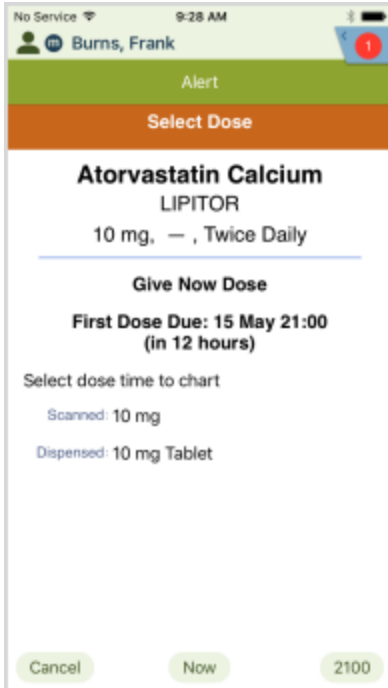 No Service 9:28 AM
m Burns, Frank
1
Alert
Select Dose
Atorvastatin Calcium
LIPITOR
10 mg, — , Twice Daily
Give Now Dose
First Dose Due: 15 May 21:00
(in 12 hours)
Select dose time to chart
Scanned: 10 mg
Dispensed: 10 mg Tablet
Cancel Now 2100